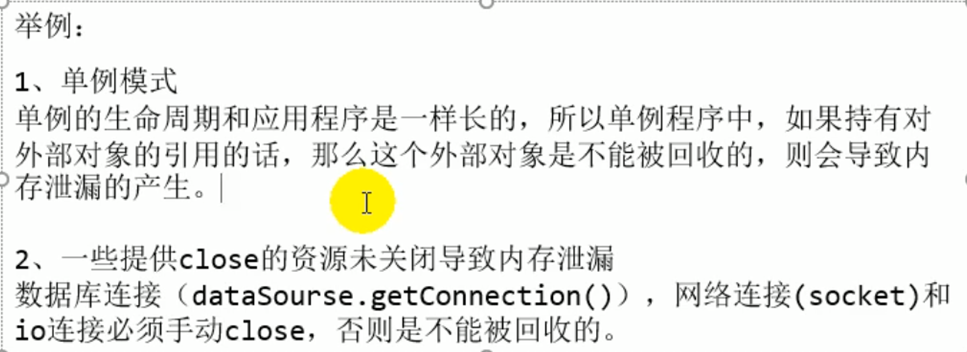 举例：
1、单例模式
单例的生命周期和应用程序是一样长的，所以单例程序中，如果持有对
外部对象的引用的话，那么这个外部对象是不能被回收的，则会导致内
存泄漏的产生。
2、一些提供close的资源未关闭导致内存泄漏
数据库连接（dataSourse.getConnection()），网络连接(socket)和
io连接必须手动close，否则是不能被回收的。